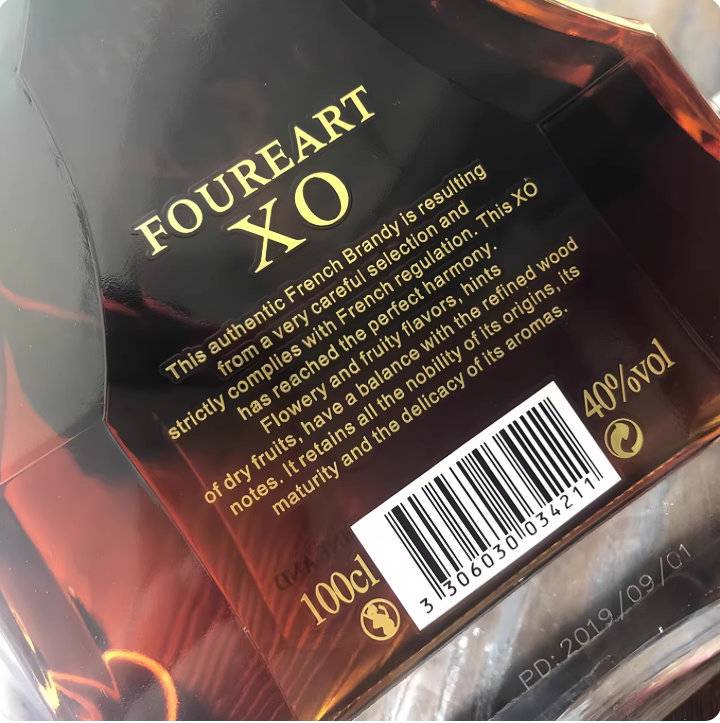 FOUREART
XO
This authentic French Brandy is resulting
from a very careful selection and
strictly complies with French regulation. This XO
has reached the perfect harmony.
Flowery and fruity flavors, hints
of dry fruits, have a balance with the refined wood
notes. It retains all the nobility of its origins, its
maturity and the delicacy of its aromas.
40%vol
100cl
3 306030 034211
PD: 2019/09/01